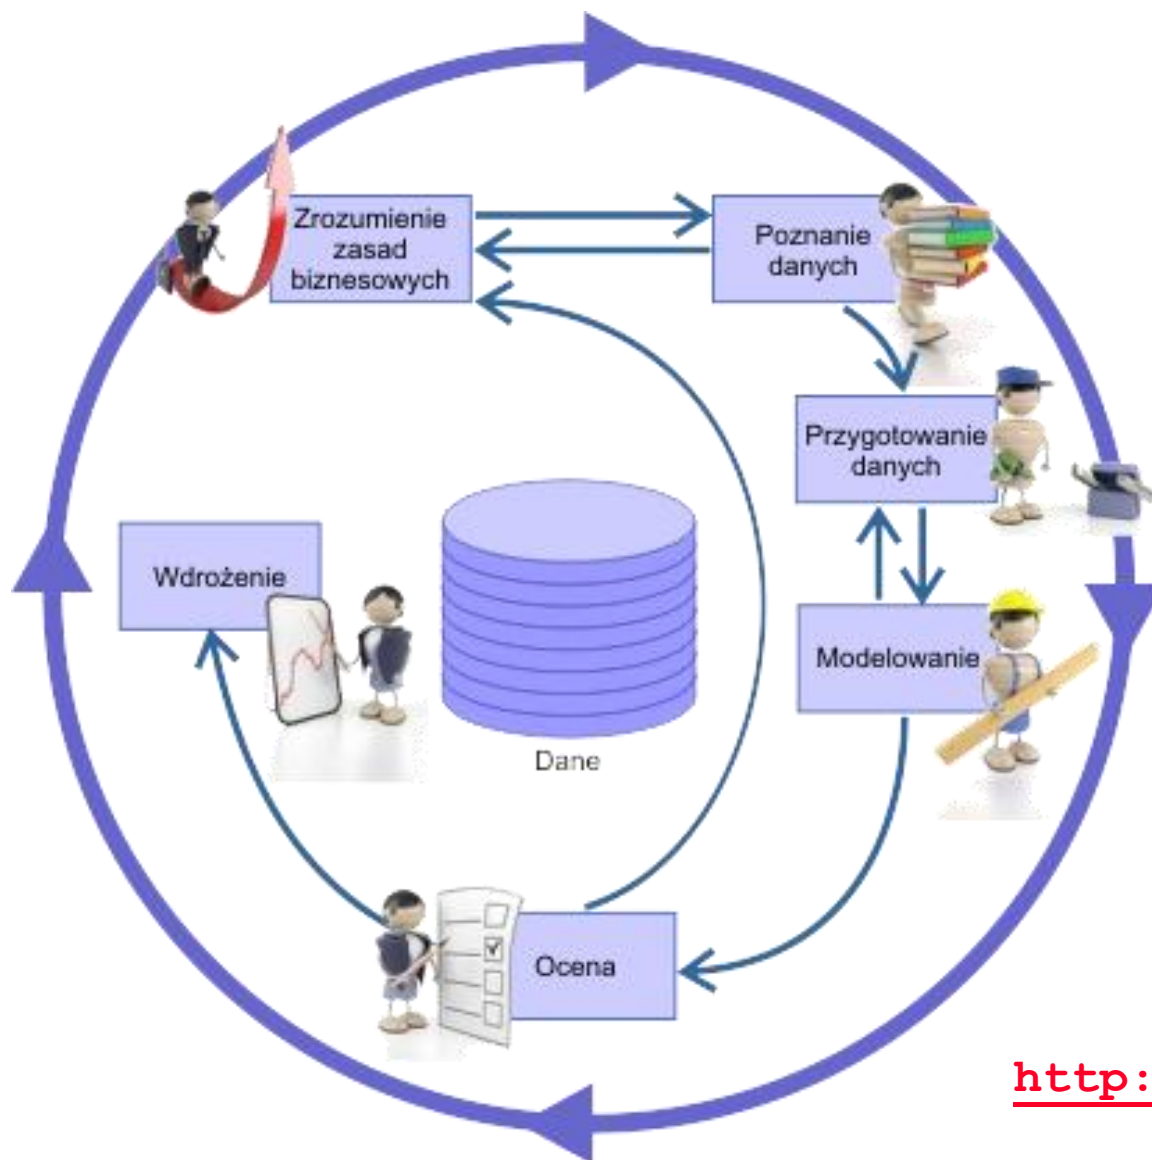 Zrozumienie
zasad
biznesowych
Poznanie
danych
Przygotowanie
danych
Modelowanie
Ocena
Wdrożenie
Dane
http: